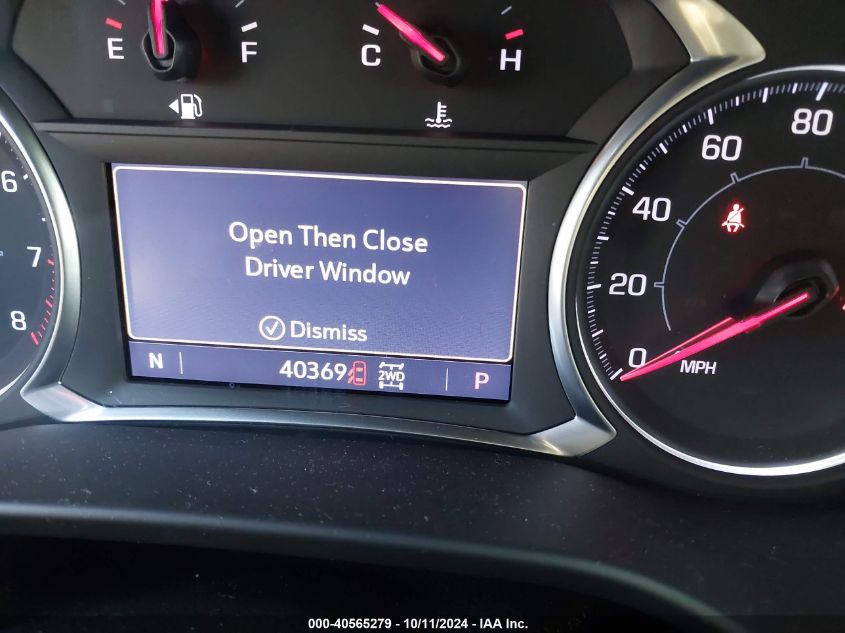 E F
C H
6
7
8
Open Then Close
Driver Window
Dismiss
N 40369 2WD P
80
60
40
20
0
MPH
000-40565279 - 10/11/2024 - IAA Inc.